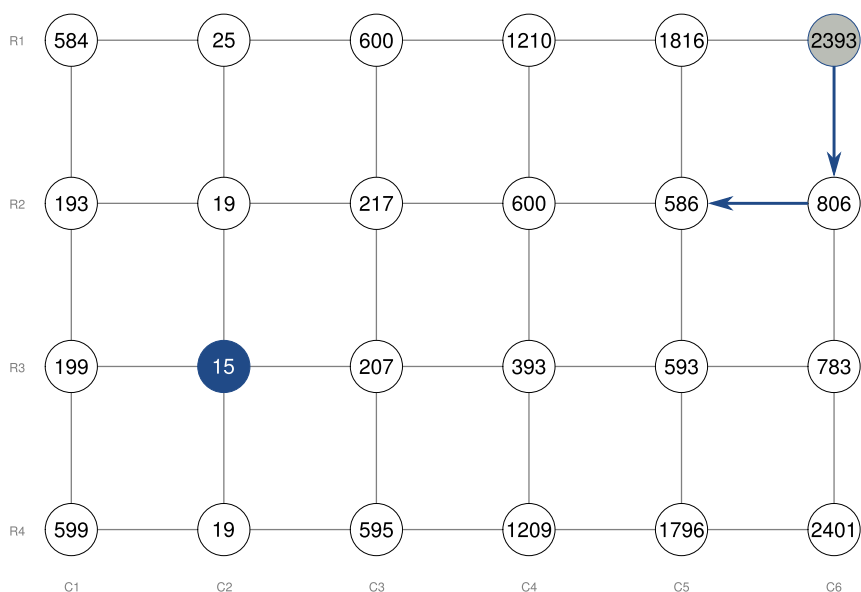 R1 584 25 600 1210 1816 2393
R2 193 19 217 600 586 806
R3 199 15 207 393 593 783
R4 599 19 595 1209 1796 2401
C1 C2 C3 C4 C5 C6